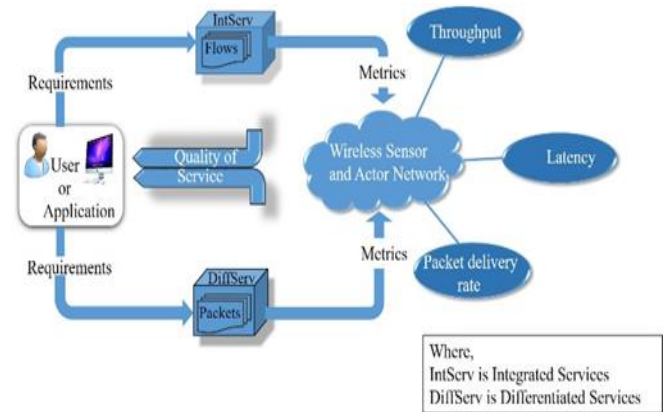 IntServ
Flows
Throughput
Requirements
Metrics
User
or
Application
Quality of
Service
Wireless Sensor
and Actor Network
Latency
Requirements
Metrics
Packet delivery
rate
DiffServ
Packets
Where,
IntServ is Integrated Services
DiffServ is Differentiated Services